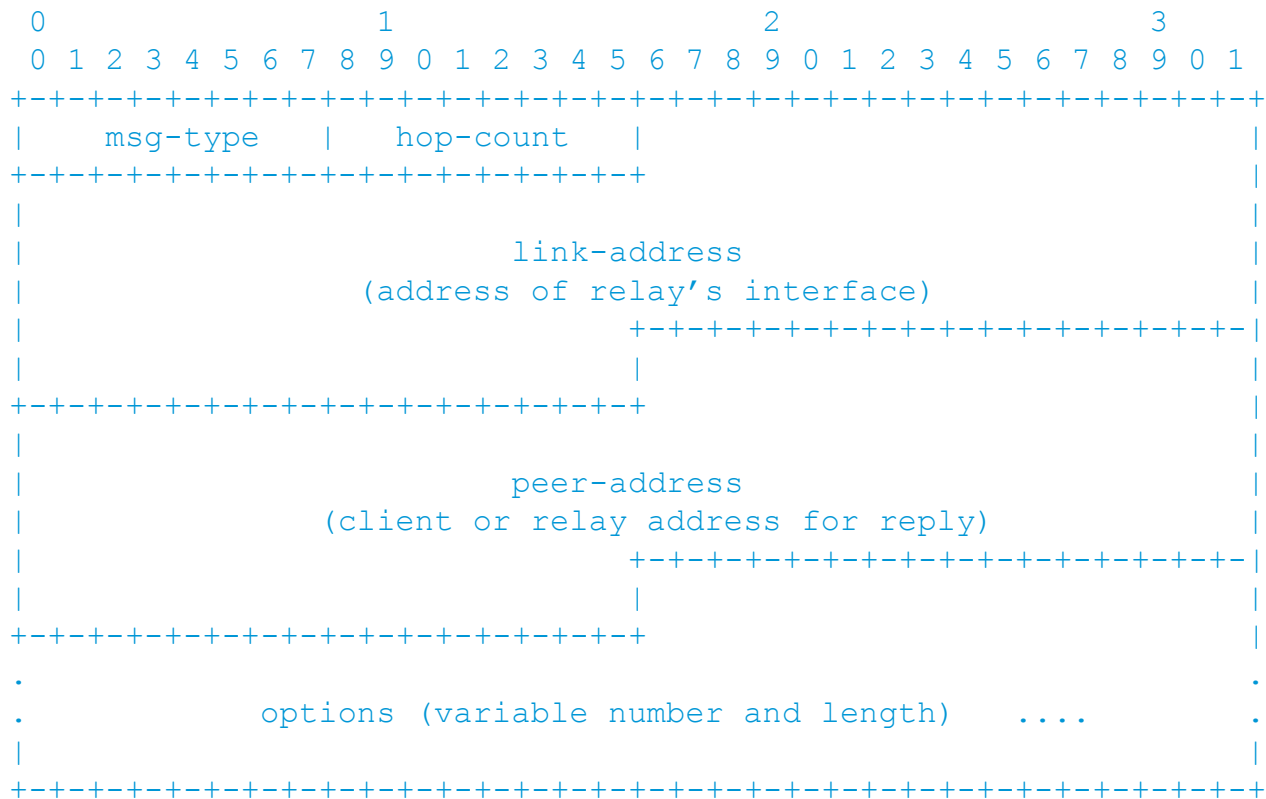 0                   1                   2                   3
 0 1 2 3 4 5 6 7 8 9 0 1 2 3 4 5 6 7 8 9 0 1 2 3 4 5 6 7 8 9 0 1
+-+-+-+-+-+-+-+-+-+-+-+-+-+-+-+-+-+-+-+-+-+-+-+-+-+-+-+-+-+-+-+-+
|    msg-type   |   hop-count   |                               |
+-+-+-+-+-+-+-+-+-+-+-+-+-+-+-+-+                               |
|                                                               |
|                         link-address                          |
|                 (address of relay’s interface)                |
|                               +-+-+-+-+-+-+-+-+-+-+-+-+-+-+-+-|
|                               |                               |
+-+-+-+-+-+-+-+-+-+-+-+-+-+-+-+-+                               |
|                                                               |
|                         peer-address                          |
|               (client or relay address for reply)             |
|                               +-+-+-+-+-+-+-+-+-+-+-+-+-+-+-+-|
|                               |                               |
+-+-+-+-+-+-+-+-+-+-+-+-+-+-+-+-+                               |
.                                                               .
.            options (variable number and length)   ....        .
|                                                               |
+-+-+-+-+-+-+-+-+-+-+-+-+-+-+-+-+-+-+-+-+-+-+-+-+-+-+-+-+-+-+-+-+